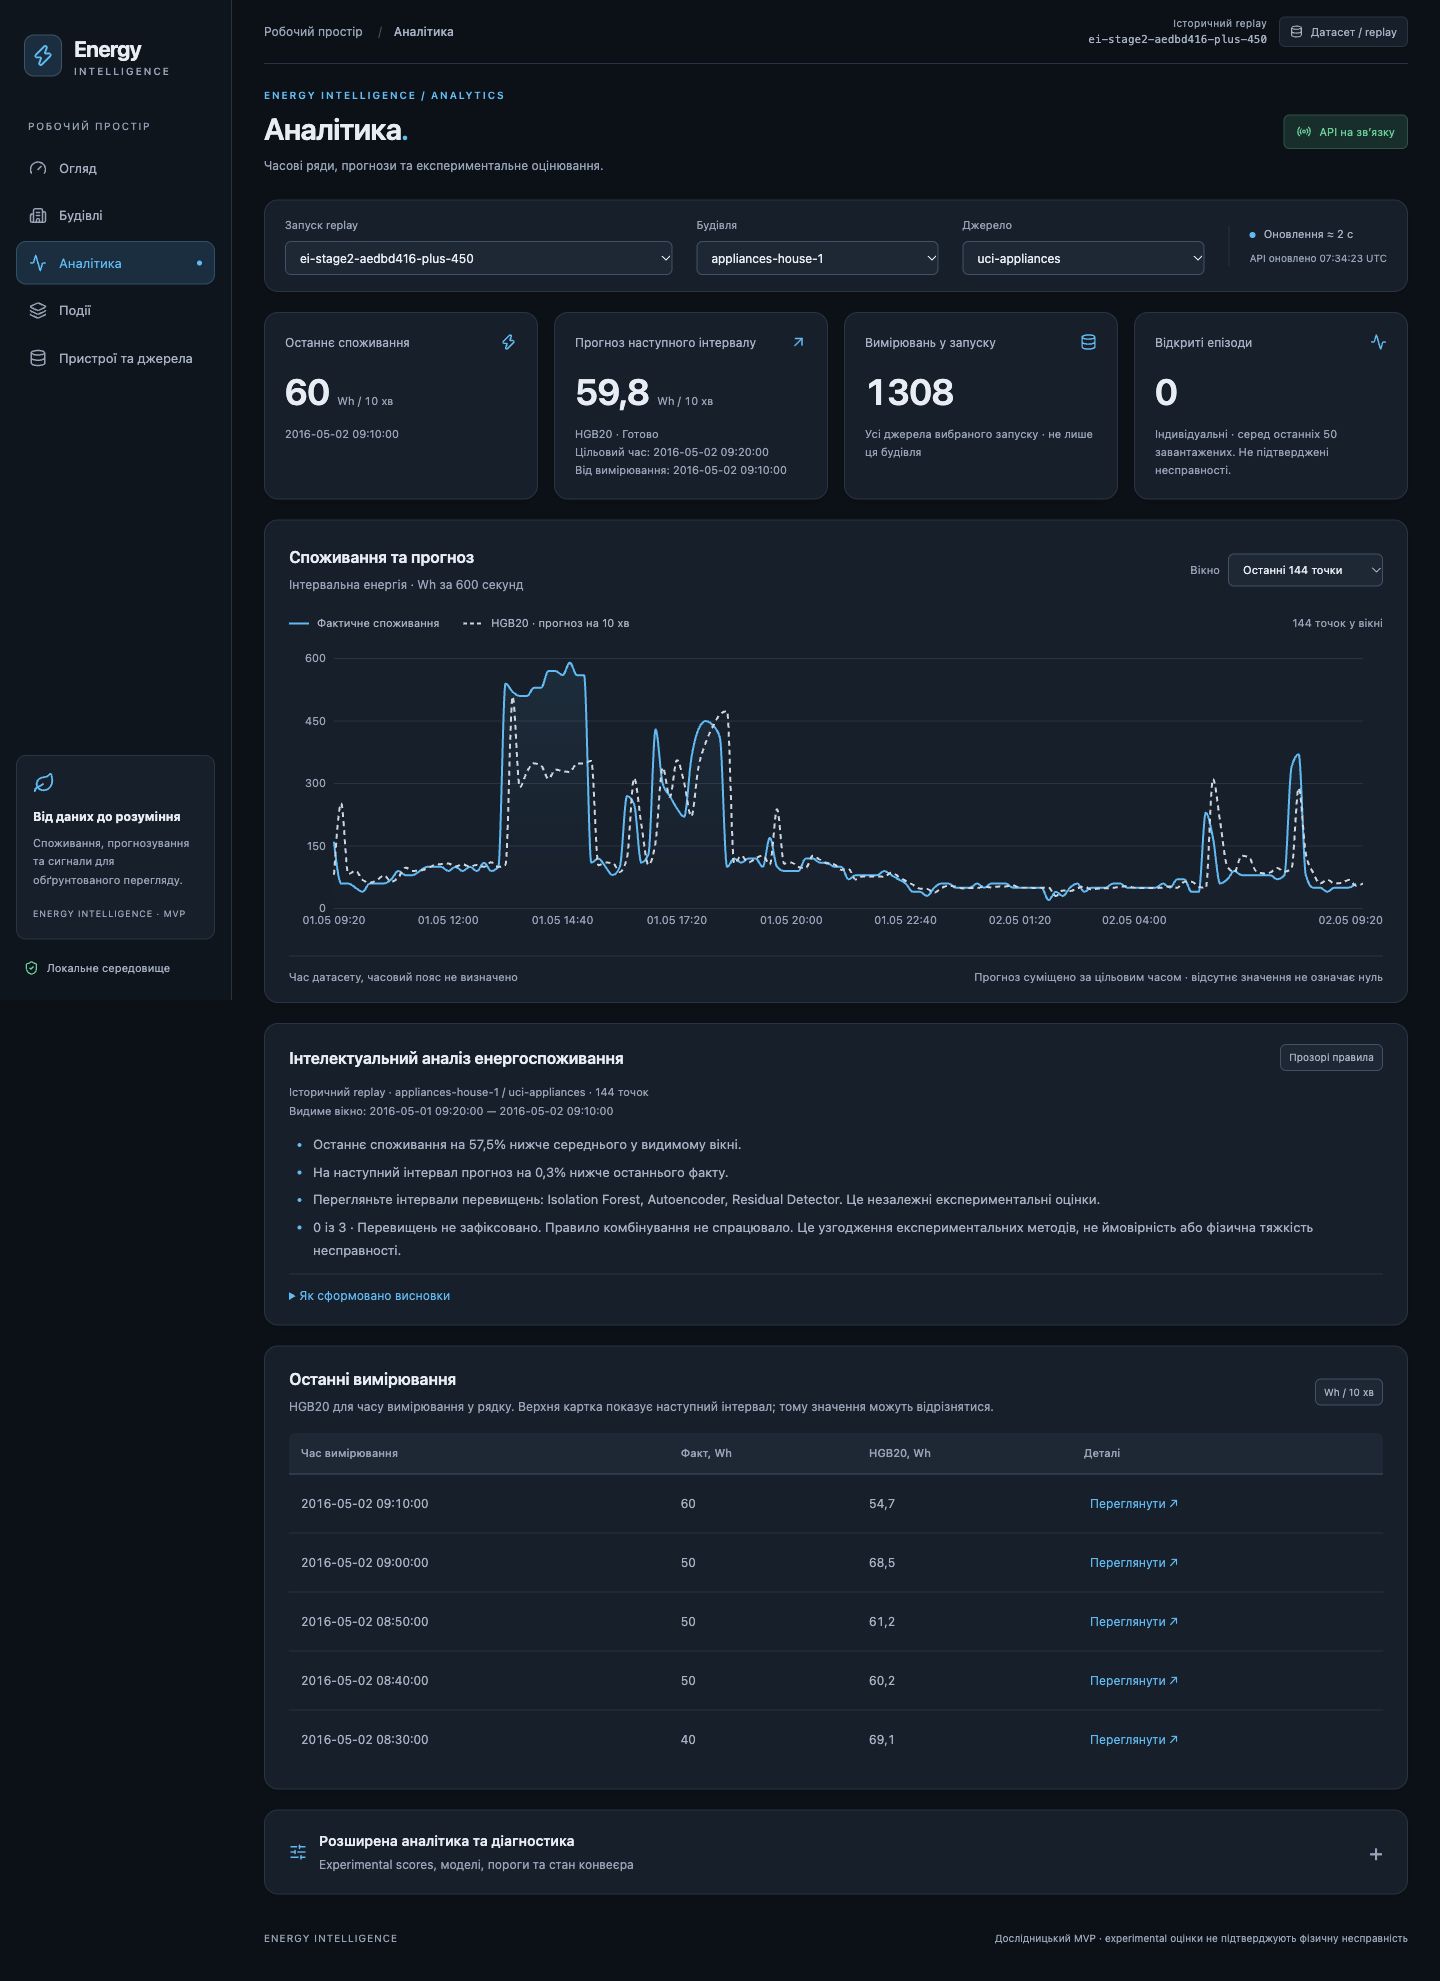 Energy
INTELLIGENCE
РОБОЧИЙ ПРОСТІР
Огляд
Будівлі
Аналітика
Події
Пристрої та джерела
Від даних до розуміння
Споживання, прогнозування
та сигнали для
обґрунтованого перегляду.
ENERGY INTELLIGENCE · MVP
Локальне середовище
Робочий простір / Аналітика
Історичний replay
ei-stage2-aedbd416-plus-450
Датасет / replay
ENERGY INTELLIGENCE / ANALYTICS
Аналітика.
Часові ряди, прогнози та експериментальне оцінювання.
API на зв'язку
Запуск replay
ei-stage2-aedbd416-plus-450
Будівля
appliances-house-1
Джерело
uci-appliances
Оновлення ≈ 2 с
API оновлено 07:34:23 UTC
Останнє споживання
60 Wh / 10 хв
2016-05-02 09:10:00
Прогноз наступного інтервалу
59,8 Wh / 10 хв
HGB20 · Готово
Цільовий час: 2016-05-02 09:20:00
Від вимірювання: 2016-05-02 09:10:00
Вимірювань у запуску
1308
Усі джерела вибраного запуску · не лише
ця будівля
Відкриті епізоди
0
Індивідуальні · серед останніх 50
завантажених. Не підтверджені
несправності.
Споживання та прогноз
Інтервальна енергія · Wh за 600 секунд
Вікно
Останні 144 точки
Фактичне споживання
HGB20 · прогноз на 10 хв
144 точок у вікні
600
450
300
150
0
01.05 09:20 01.05 12:00 01.05 14:40 01.05 17:20 01.05 20:00 01.05 22:40 02.05 01:20 02.05 04:00 02.05 09:20
Час датасету, часовий пояс не визначено
Прогноз суміщено за цільовим часом · відсутнє значення не означає нуль
Інтелектуальний аналіз енергоспоживання
Прозорі правила
Історичний replay · appliances-house-1 / uci-appliances · 144 точок
Видиме вікно: 2016-05-01 09:20:00 — 2016-05-02 09:10:00
• Останнє споживання на 57,5% нижче середнього у видимому вікні.
• На наступний інтервал прогноз на 0,3% нижче останнього факту.
• Перегляньте інтервали перевищень: Isolation Forest, Autoencoder, Residual Detector. Це незалежні експериментальні оцінки.
• 0 із 3 · Перевищень не зафіксовано. Правило комбінування не спрацювало. Це узгодження експериментальних методів, не ймовірність або фізична тяжкість
несправності.
▶ Як сформовано висновки
Останні вимірювання
HGB20 для часу вимірювання у рядку. Верхня картка показує наступний інтервал; тому значення можуть відрізнятися.
Wh / 10 хв
Час вимірювання Факт, Wh HGB20, Wh Деталі
2016-05-02 09:10:00 60 54,7 Переглянути ↗
2016-05-02 09:00:00 50 68,5 Переглянути ↗
2016-05-02 08:50:00 50 61,2 Переглянути ↗
2016-05-02 08:40:00 50 60,2 Переглянути ↗
2016-05-02 08:30:00 40 69,1 Переглянути ↗
Розширена аналітика та діагностика
Experimental scores, моделі, пороги та стан конвеєра
+
ENERGY INTELLIGENCE
Дослідницький MVP · experimental оцінки не підтверджують фізичну несправність